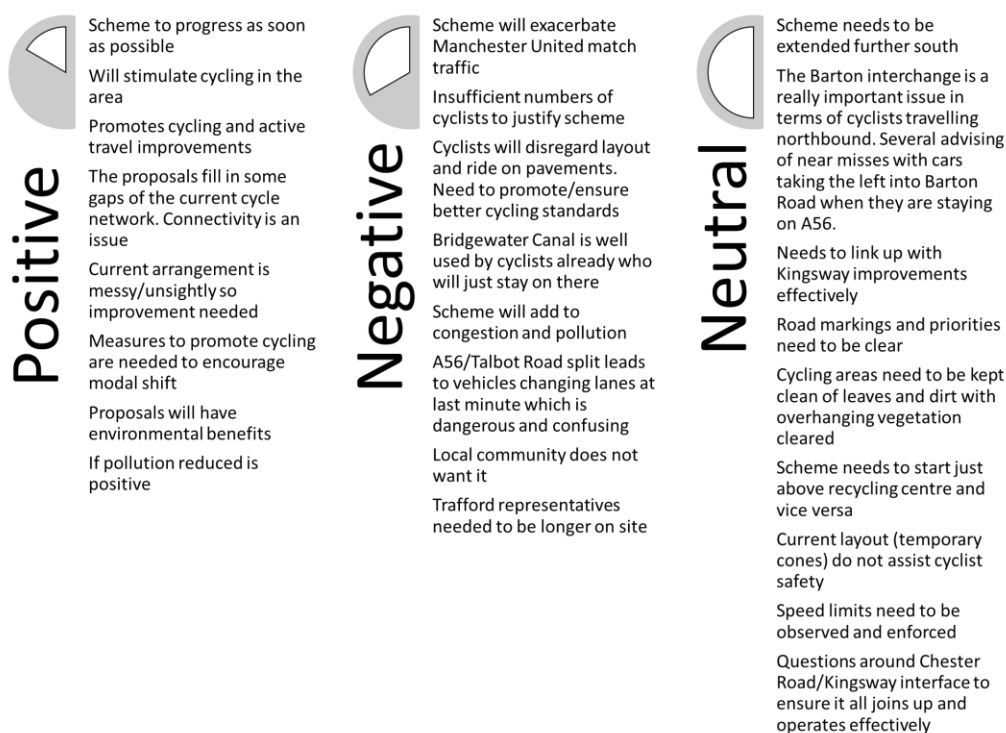 Positive
Scheme to progress as soon
as possible
Will stimulate cycling in the
area
Promotes cycling and active
travel improvements
The proposals fill in some
gaps of the current cycle
network. Connectivity is an
issue
Current arrangement is
messy/unsightly so
improvement needed
Measures to promote cycling
are needed to encourage
modal shift
Proposals will have
environmental benefits
If pollution reduced is
positive
Negative
Scheme will exacerbate
Manchester United match
traffic
Insufficient numbers of
cyclists to justify scheme
Cyclists will disregard layout
and ride on pavements.
Need to promote/ensure
better cycling standards
Bridgewater Canal is well
used by cyclists already who
will just stay on there
Scheme will add to
congestion and pollution
A56/Talbot Road split leads
to vehicles changing lanes at
last minute which is
dangerous and confusing
Local community does not
want it
Trafford representatives
needed to be longer on site
Neutral
Scheme needs to be
extended further south
The Barton interchange is a
really important issue in
terms of cyclists travelling
northbound. Several advising
of near misses with cars
taking the left into Barton
Road when they are staying
on A56.
Needs to link up with
Kingsway improvements
effectively
Road markings and priorities
need to be clear
Cycling areas need to be kept
clean of leaves and dirt with
overhanging vegetation
cleared
Scheme needs to start just
above recycling centre and
vice versa
Current layout (temporary
cones) do not assist cyclist
safety
Speed limits need to be
observed and enforced
Questions around Chester
Road/Kingsway interface to
ensure it all joins up and
operates effectively